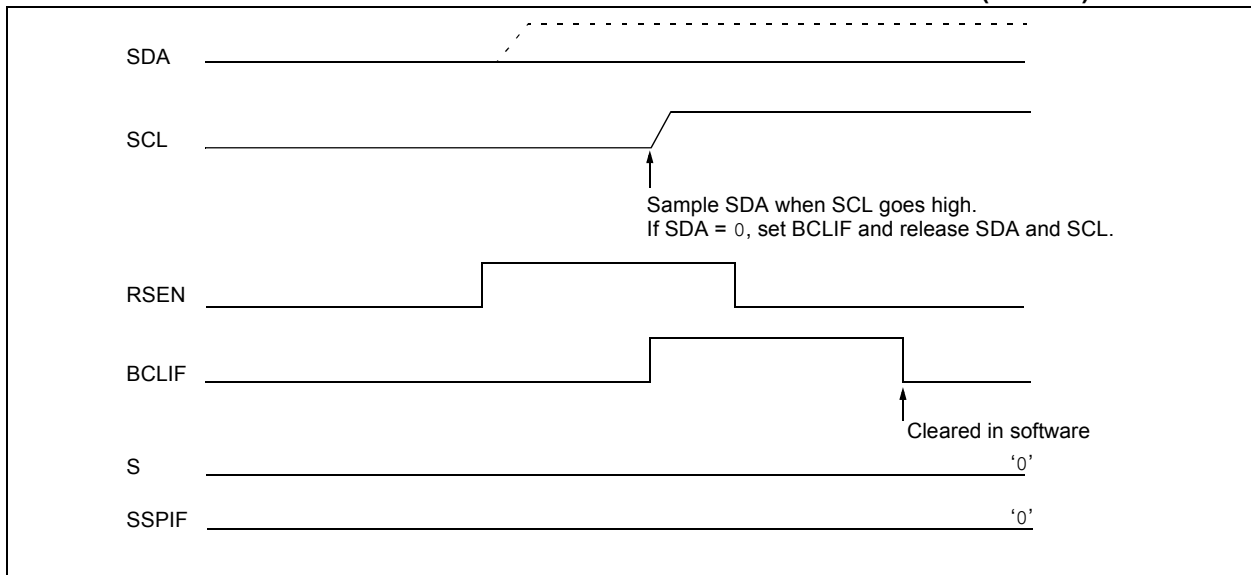 SDA
SCL
Sample SDA when SCL goes high.
If SDA = 0, set BCLIF and release SDA and SCL.
RSEN
BCLIF
Cleared in software
S
‘0’
SSPIF
‘0’